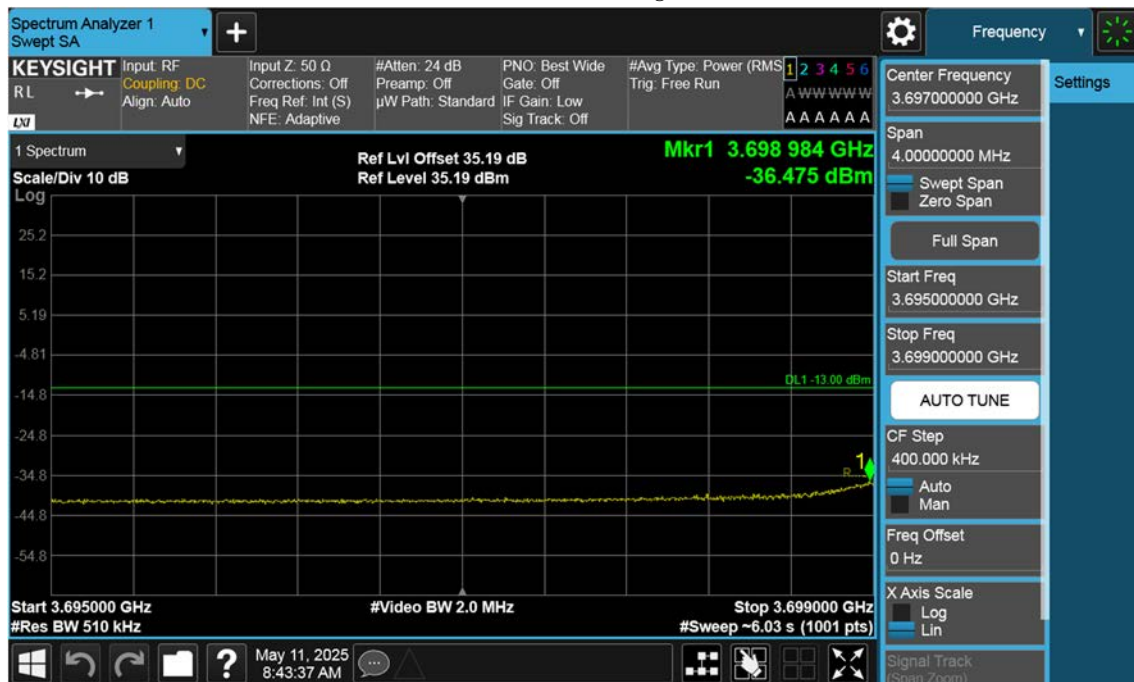 Spectrum Analyzer 1
Swept SA
+
Frequency
KEYSIGHT
RL
LXI
Input: RF
Coupling: DC
Align: Auto
Input Z: 50 Ω
Corrections: Off
Freq Ref: Int (S)
NFE: Adaptive
#Atten: 24 dB
Preamp: Off
µW Path: Standard
PNO: Best Wide
Gate: Off
IF Gain: Low
Sig Track: Off
#Avg Type: Power (RMS
Trig: Free Run
1 2 3 4 5 6
A W W W W W
A A A A A A
1 Spectrum
Scale/Div 10 dB
Ref Lvl Offset 35.19 dB
Ref Level 35.19 dBm
Mkr1 3.698 984 GHz
-36.475 dBm
Log
25.2
15.2
5.19
-4.81
DL1 -13.00 dBm
-14.8
-24.8
1
R
-34.8
-44.8
-54.8
Start 3.695000 GHz
#Res BW 510 kHz
#Video BW 2.0 MHz
Stop 3.699000 GHz
#Sweep ~6.03 s (1001 pts)
Center Frequency
3.697000000 GHz
Settings
Span
4.00000000 MHz
Swept Span
Zero Span
Full Span
Start Freq
3.695000000 GHz
Stop Freq
3.699000000 GHz
AUTO TUNE
CF Step
400.000 kHz
Auto
Man
Freq Offset
0 Hz
X Axis Scale
Log
Lin
Signal Track
(Span Zoom)
?
May 11, 2025
8:43:37 AM